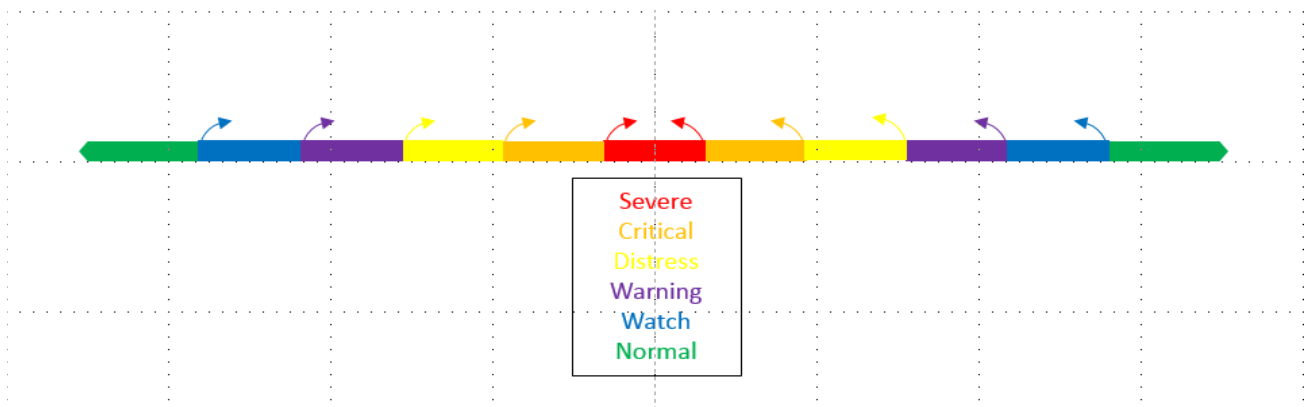 Severe
Critical
Distress
Warning
Watch
Normal